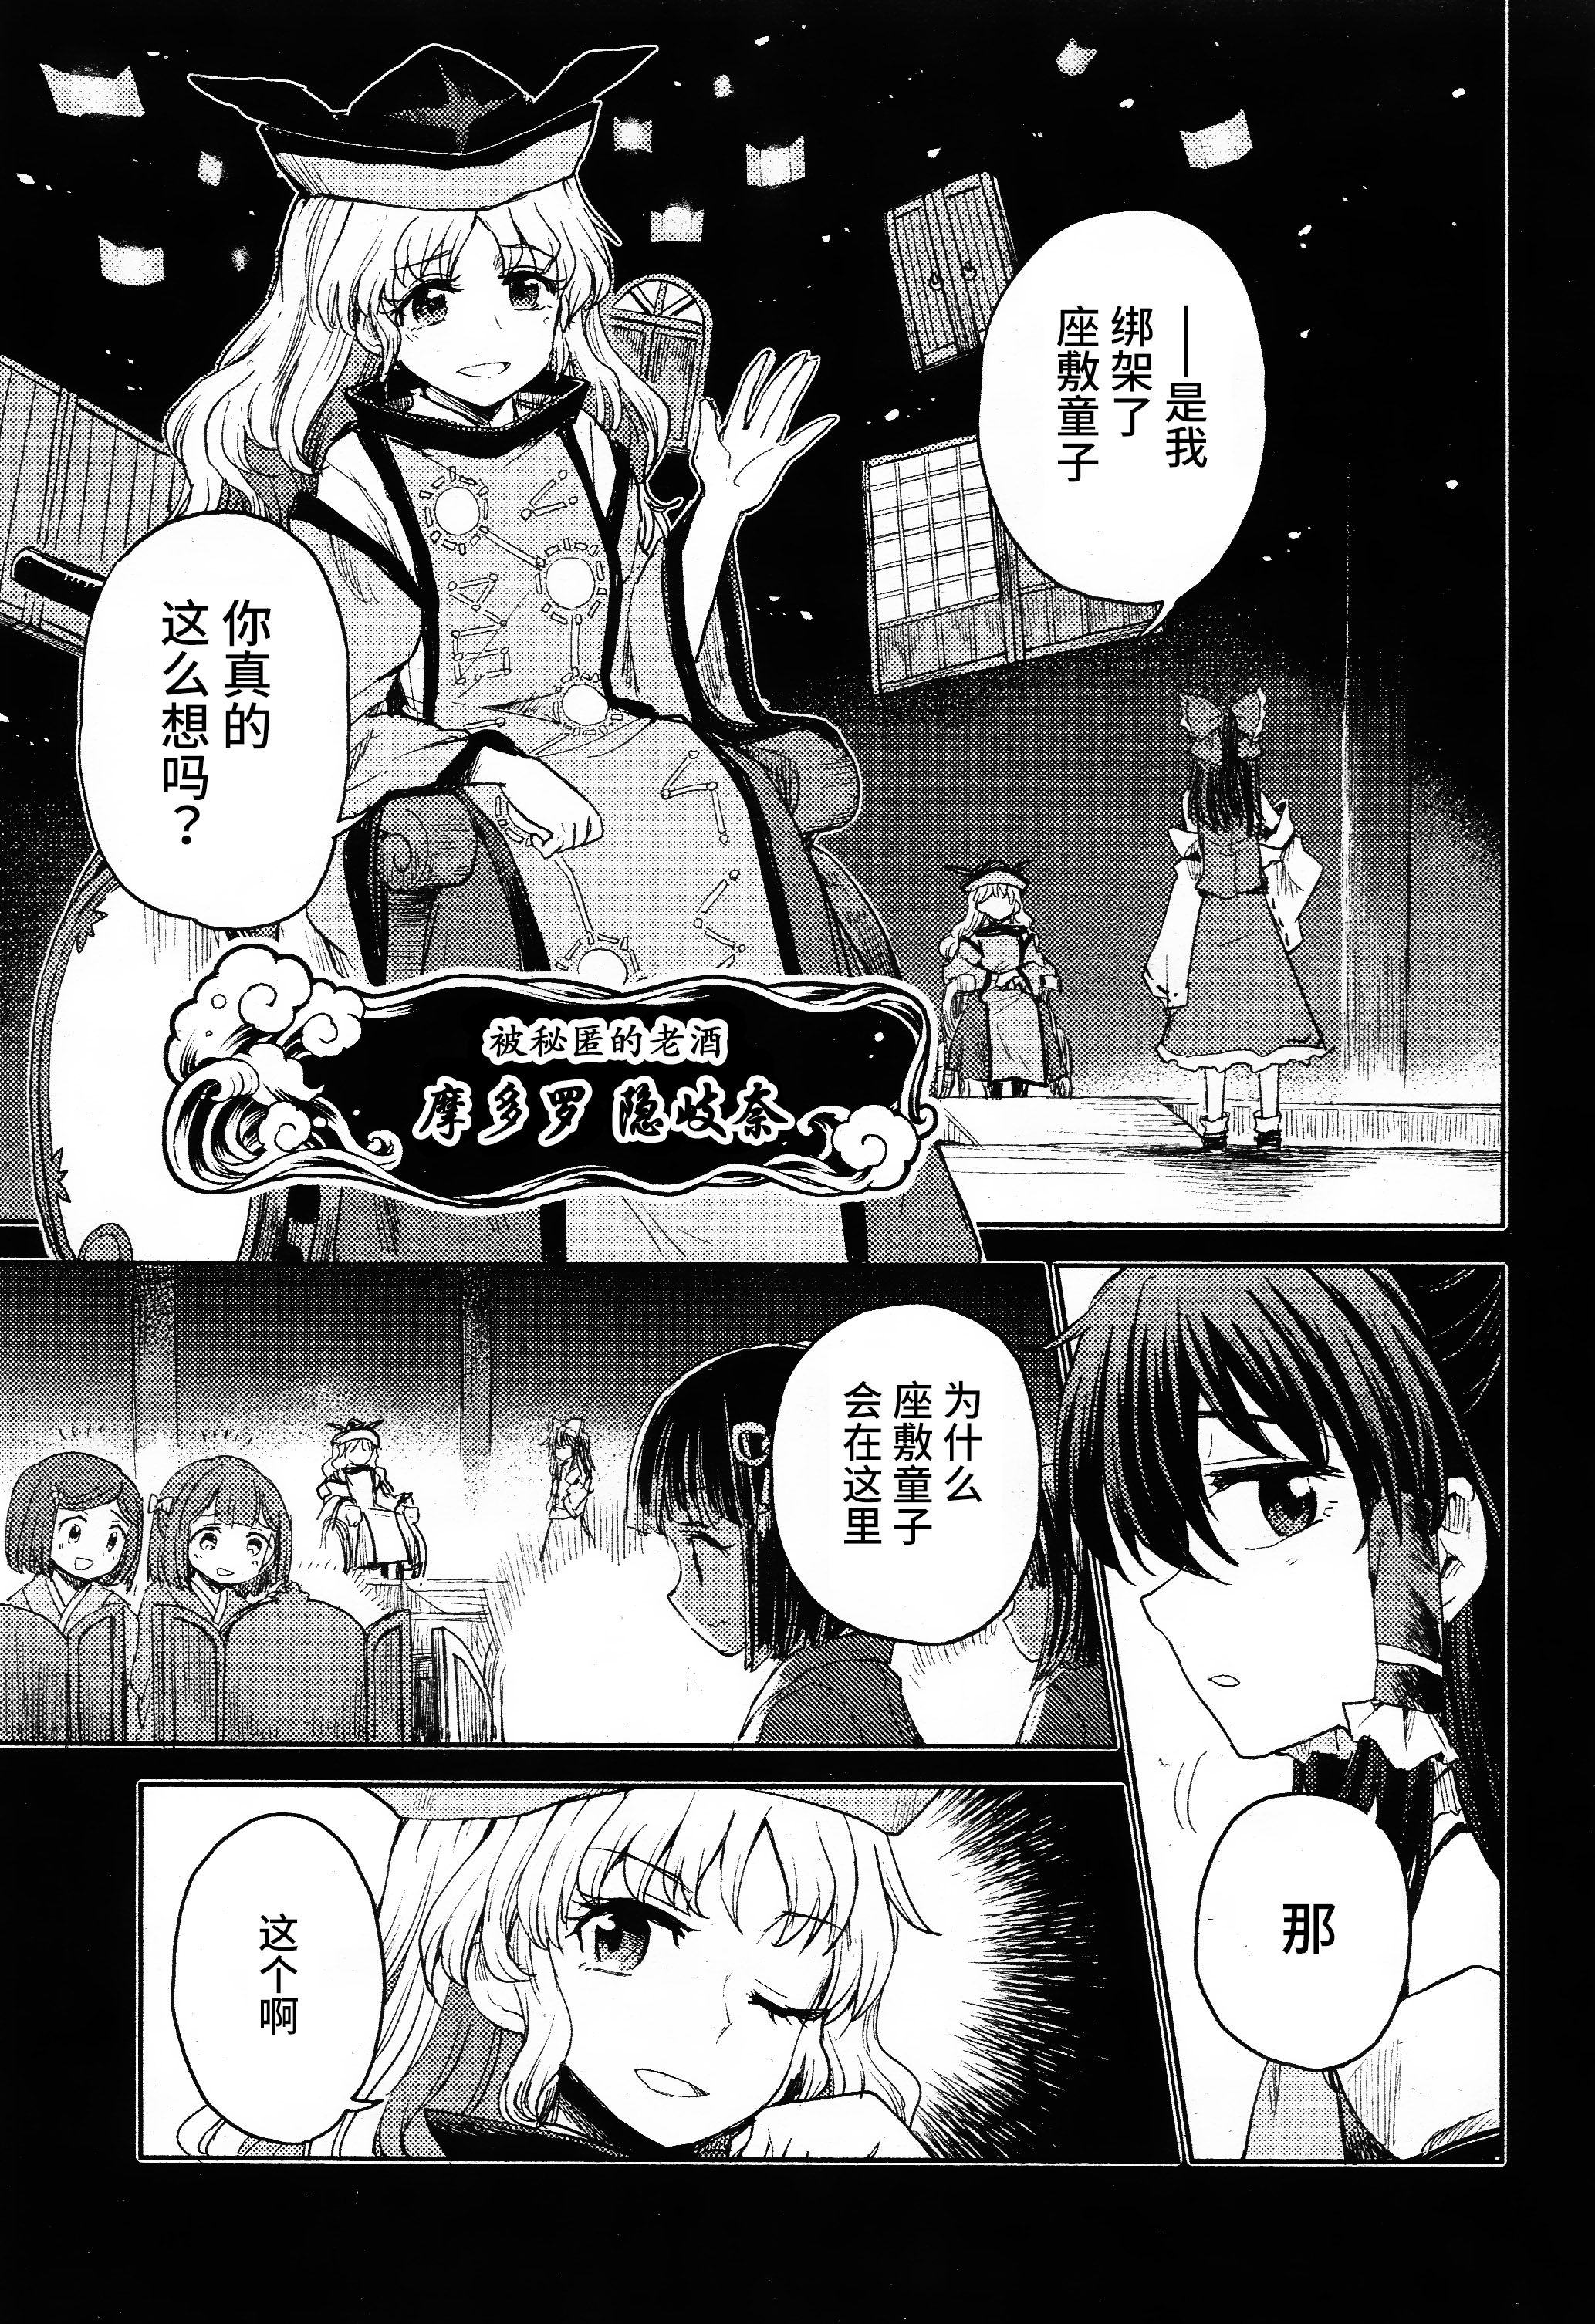 ——是我
绑架了
座敷童子
你真的
这么想吗？
被秘匿的老酒
摩多罗 隐岐奈
那
为什么
座敷童子
会在这里
这个啊